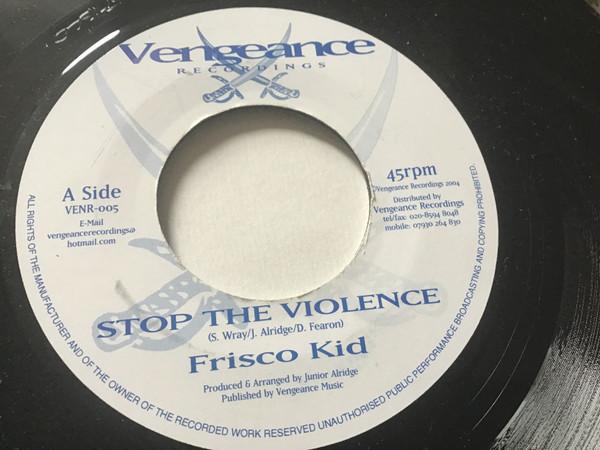 Vengeance
RECORDINGS
A Side
VENR-005
E-Mail
vengeancerecordings@
hotmail.com
45rpm
©Vengeance Recordings 2004
Distributed by
Vengeance Recordings
tel/fax: 020-8594 8048
mobile: 07930 264 830
STOP THE VIOLENCE
(S. Wray/J. Alridge/D. Fearon)
Frisco Kid
Produced & Arranged by Junior Alridge
Published by Vengeance Music
ALL RIGHTS OF THE MANUFACTURER AND OF THE OWNER OF THE RECORDED WORK RESERVED UNAUTHORISED PUBLIC PERFORMANCE BROADCASTING AND COPYING PROHIBITED.